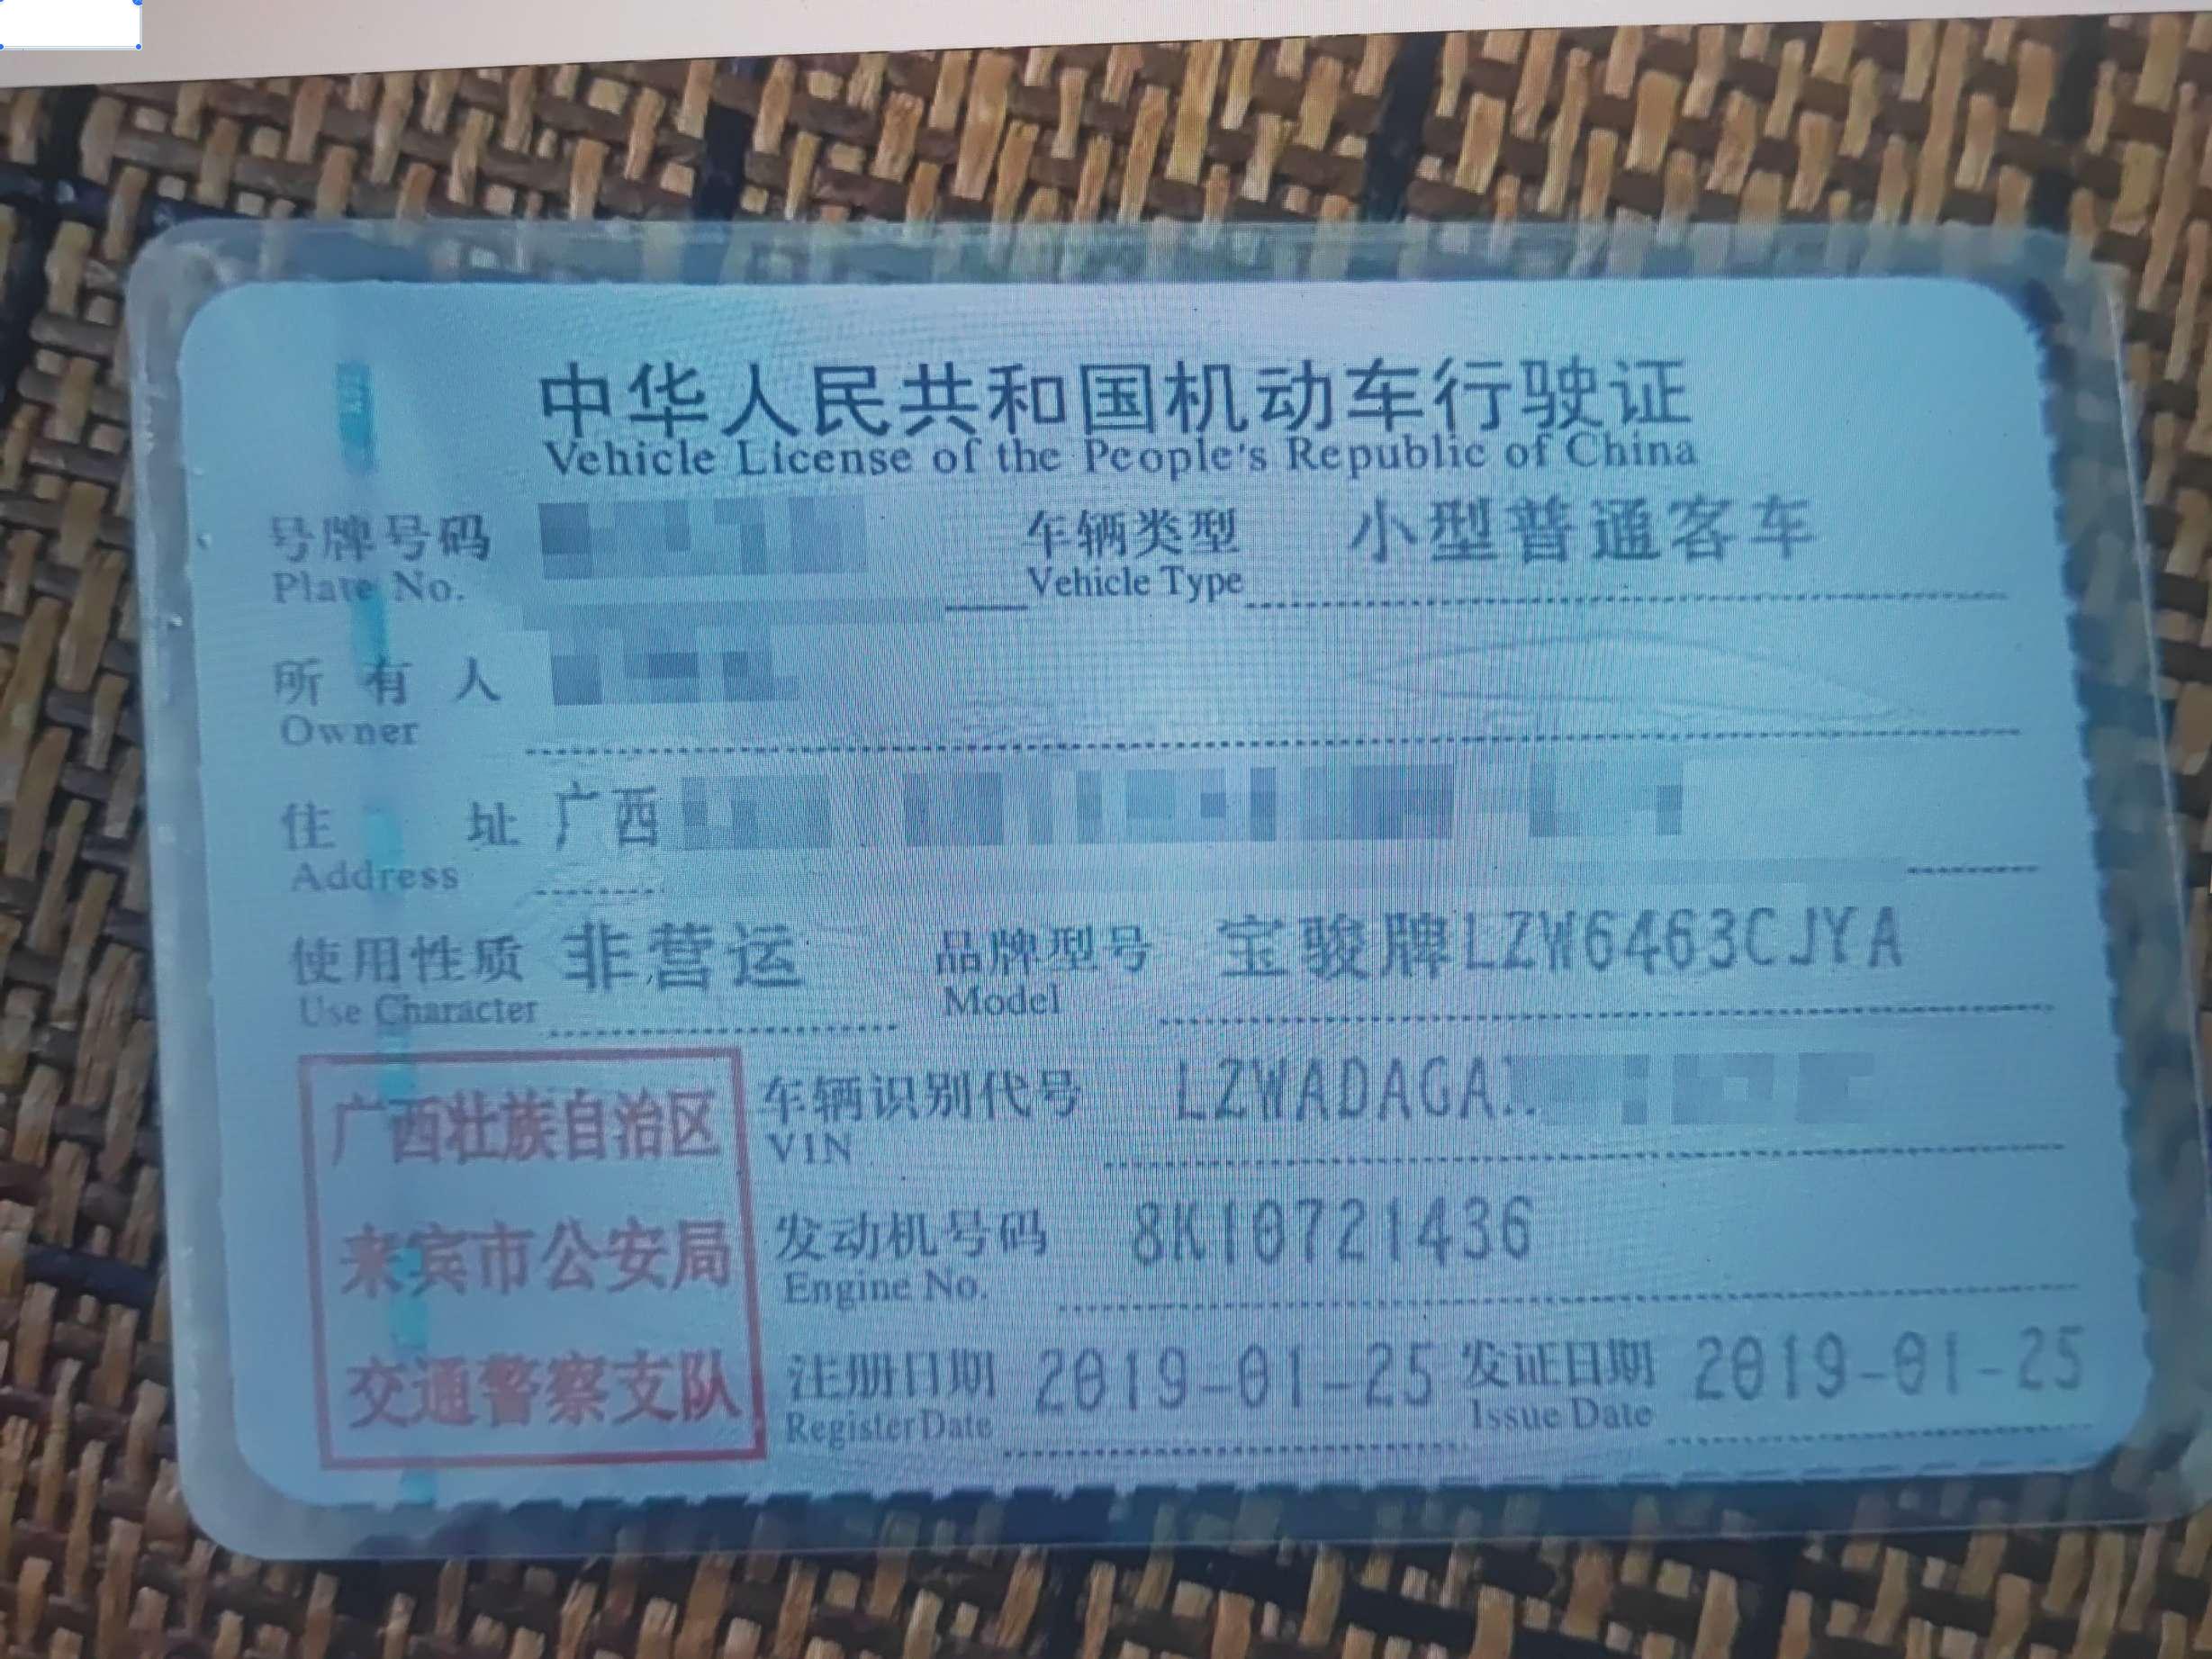 中华人民共和国机动车行驶证
Vehicle License of the People's Republic of China
号牌号码 车辆类型 小型普通客车
Plate No. Vehicle Type
所有人
Owner
住址 广西
Address
使用性质 非营运 品牌型号 宝骏牌LZW6463CJYA
Use Character Model
广西壮族自治区
来宾市公安局
交通警察支队
车辆识别代号 LZWADAGA
VIN
发动机号码 8K10721436
Engine No.
注册日期 2019-01-25 发证日期 2019-01-25
Register Date Issue Date